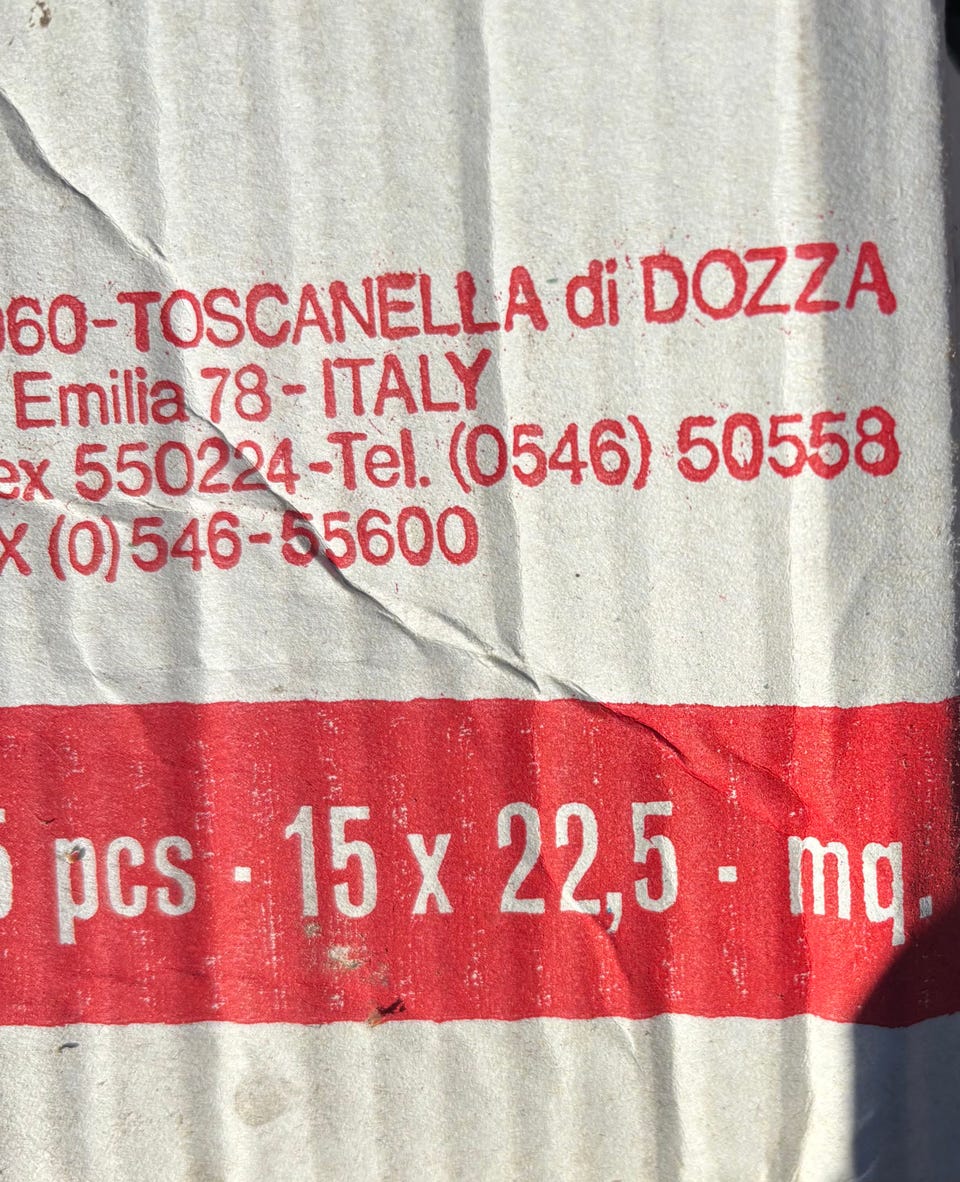 060-TOSCANELLA di DOZZA
Emilia 78-ITALY
ex 550224-Tel. (0546) 50558
X (0)546-55600
5 pcs - 15 x 22,5 - mq.